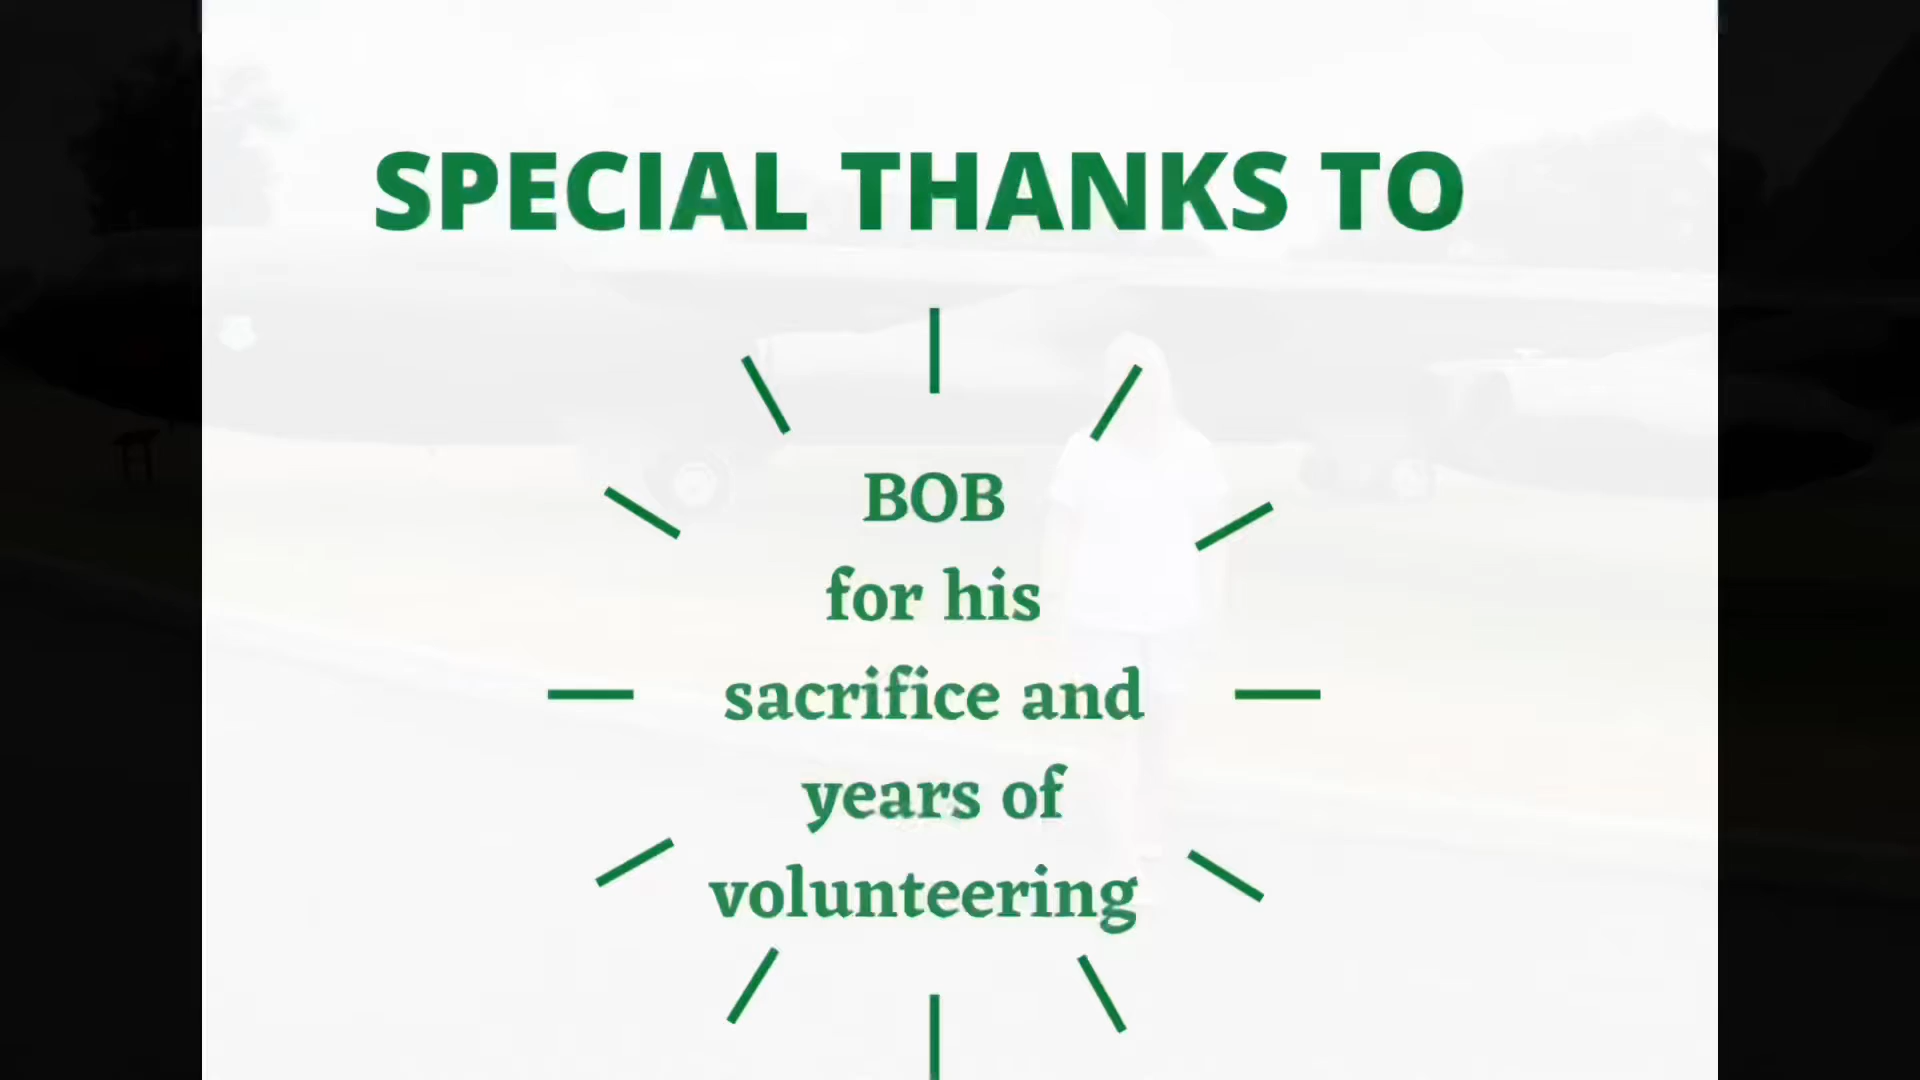 SPECIAL THANKS TO
BOB
for his
sacrifice and
years of
volunteering